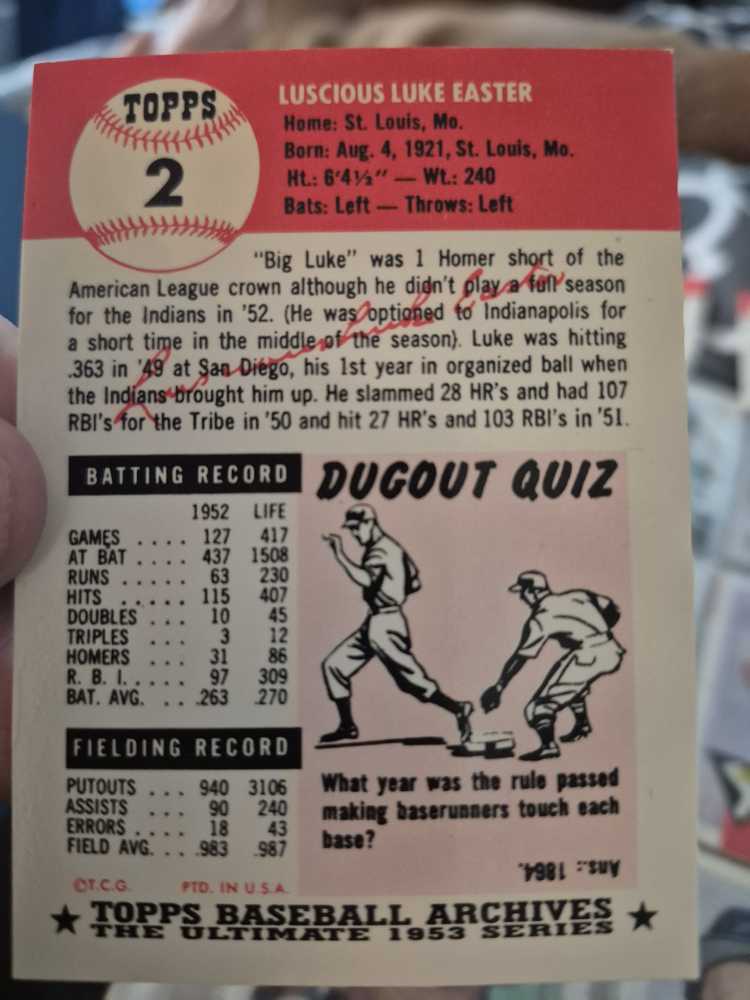 TOPPS
2
LUSCIOUS LUKE EASTER
Home: St. Louis, Mo.
Born: Aug. 4, 1921, St. Louis, Mo.
Ht.: 6'4½" — Wt.: 240
Bats: Left — Throws: Left
"Big Luke" was 1 Homer short of the
American League crown although he didn't play a full season
for the Indians in '52. (He was optioned to Indianapolis for
a short time in the middle of the season). Luke was hitting
.363 in '49 at San Diego, his 1st year in organized ball when
the Indians brought him up. He slammed 28 HR's and had 107
RBI's for the Tribe in '50 and hit 27 HR's and 103 RBI's in '51.
Luscious Luke Easter
BATTING RECORD
1952 LIFE
GAMES .... 127 417
AT BAT .... 437 1508
RUNS ..... 63 230
HITS ..... 115 407
DOUBLES ... 10 45
TRIPLES ... 3 12
HOMERS ... 31 86
R. B. I. .... 97 309
BAT. AVG. ... .263 .270
FIELDING RECORD
PUTOUTS ... 940 3106
ASSISTS ... 90 240
ERRORS .... 18 43
FIELD AVG. ... .983 .987
©T.C.G. PTD. IN U.S.A.
DUGOUT QUIZ
What year was the rule passed
making baserunners touch each
base?
Ans.: 1864.
★ TOPPS BASEBALL ARCHIVES ★
THE ULTIMATE 1953 SERIES